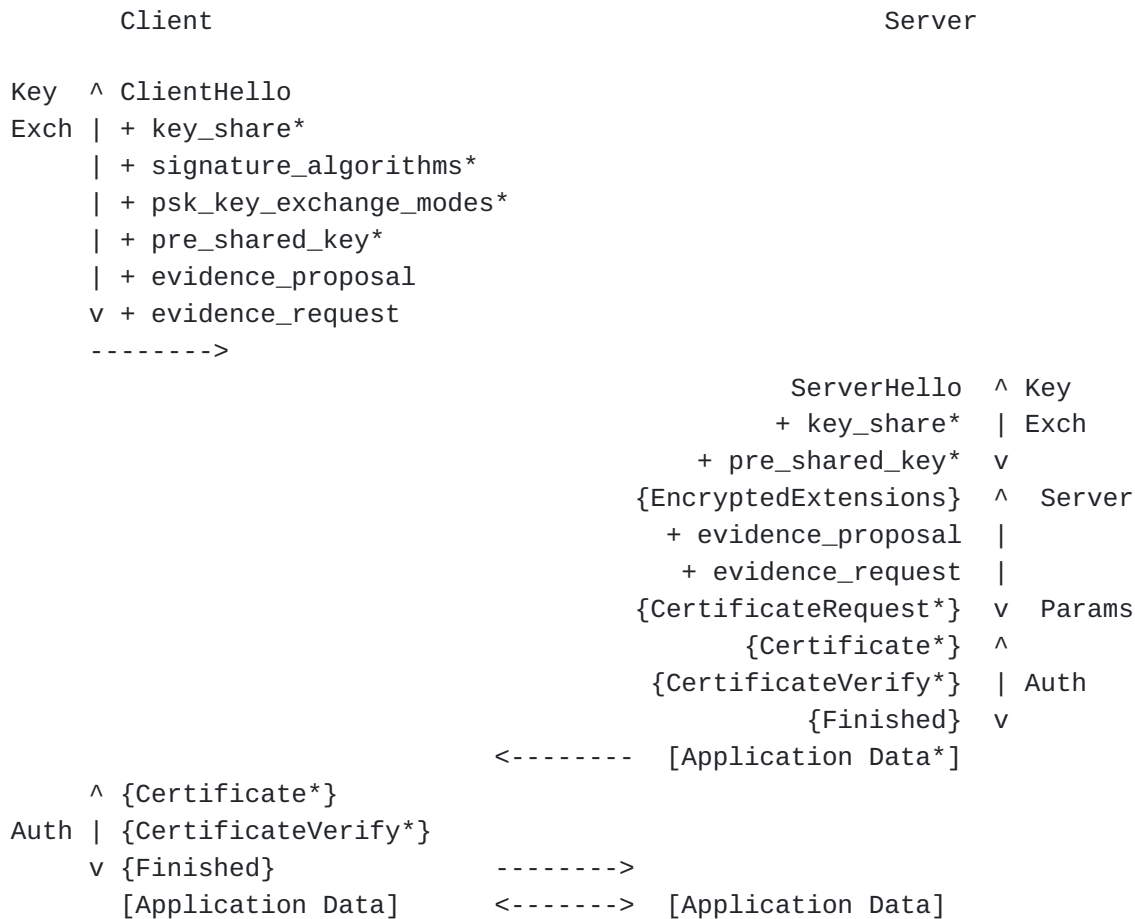 Client                                           Server

Key  ^ ClientHello
Exch | + key_share*
     | + signature_algorithms*
     | + psk_key_exchange_modes*
     | + pre_shared_key*
     | + evidence_proposal
     v + evidence_request
     -------->
                                                  ServerHello  ^ Key
                                                 + key_share*  | Exch
                                            + pre_shared_key*  v
                                        {EncryptedExtensions}  ^  Server
                                          + evidence_proposal  |
                                           + evidence_request  |
                                        {CertificateRequest*}  v  Params
                                               {Certificate*}  ^
                                         {CertificateVerify*}  | Auth
                                                   {Finished}  v
                               <--------  [Application Data*]
     ^ {Certificate*}
Auth | {CertificateVerify*}
     v {Finished}              -------->
       [Application Data]      <------->  [Application Data]